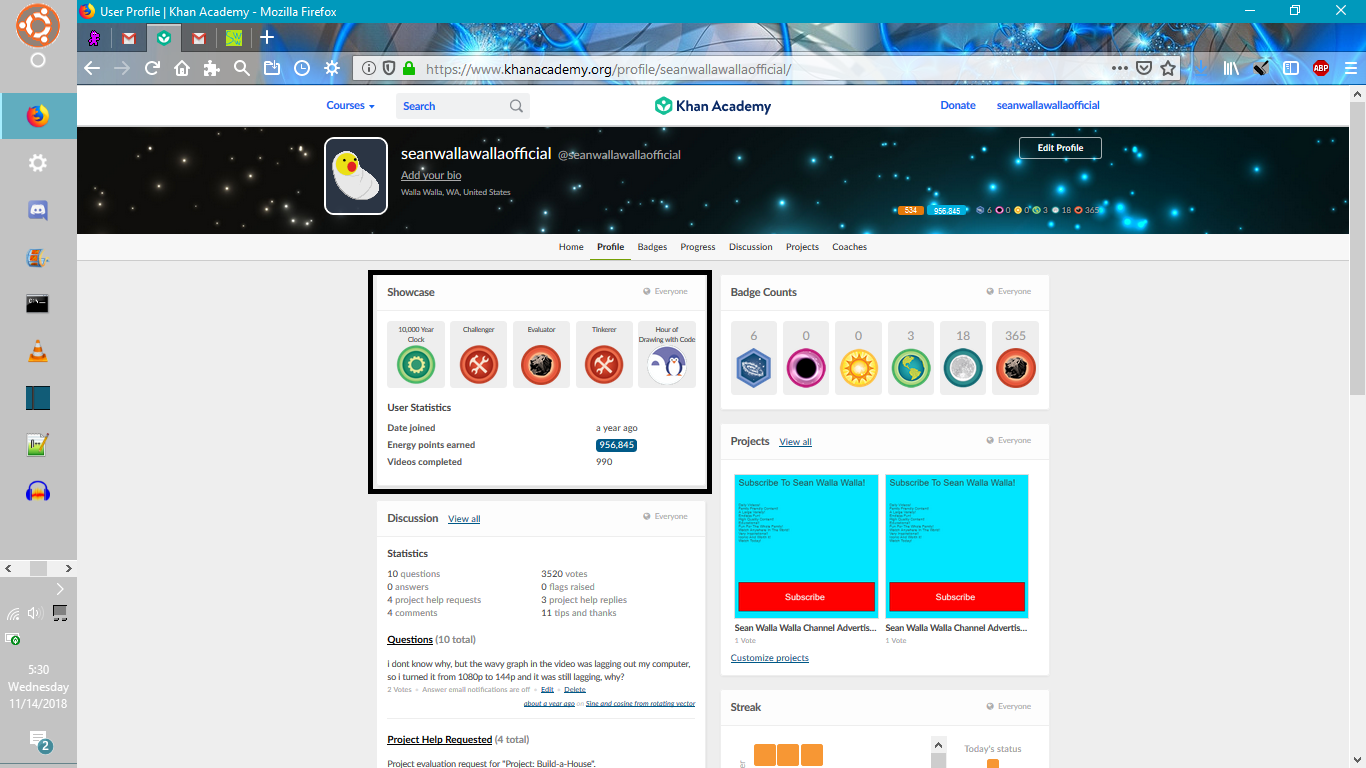 User Profile | Khan Academy - Mozilla Firefox
https://www.khanacademy.org/profile/seanwallawallaofficial/
ABP
Courses
Search
Khan Academy
Donate
seanwallawallaofficial
seanwallawallaofficial @seanwallawallaofficial
Edit Profile
Add your bio
Walla Walla, WA, United States
534 956,845 6 0 0 3 18 365
Home Profile Badges Progress Discussion Projects Coaches
Showcase Everyone
10,000 Year Clock
Challenger
Evaluator
Tinkerer
Hour of Drawing with Code
User Statistics
Date joined a year ago
Energy points earned 956,845
Videos completed 990
Badge Counts Everyone
6 0 0 3 18 365
Projects View all Everyone
Subscribe To Sean Walla Walla!
Subscribe
Sean Walla Walla Channel Advertis...
1 Vote
Subscribe To Sean Walla Walla!
Subscribe
Sean Walla Walla Channel Advertis...
1 Vote
Customize projects
Discussion View all Everyone
Statistics
10 questions 3520 votes
0 answers 0 flags raised
4 project help requests 3 project help replies
4 comments 11 tips and thanks
Questions (10 total)
i dont know why, but the wavy graph in the video was lagging out my computer,
so i turned it from 1080p to 144p and it was still lagging, why?
2 Votes • Answer email notifications are off • Edit • Delete
about a year ago on Sine and cosine from rotating vector
Project Help Requested (4 total)
Project evaluation request for "Project: Build-a-House".
Streak Everyone
Today's status
5:30
Wednesday
11/14/2018
2